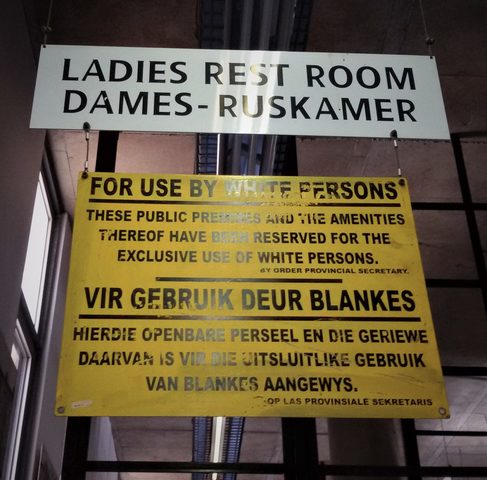 LADIES REST ROOM
DAMES-RUSKAMER
FOR USE BY WHITE PERSONS
THESE PUBLIC PREMISES AND THE AMENITIES
THEREOF HAVE BEEN RESERVED FOR THE
EXCLUSIVE USE OF WHITE PERSONS.
BY ORDER PROVINCIAL SECRETARY.
VIR GEBRUIK DEUR BLANKES
HIERDIE OPENBARE PERSEEL EN DIE GERIEWE
DAARVAN IS VIR DIE UITSLUITLIKE GEBRUIK
VAN BLANKES AANGEWYS.
OP LAS PROVINSIALE SEKRETARIS